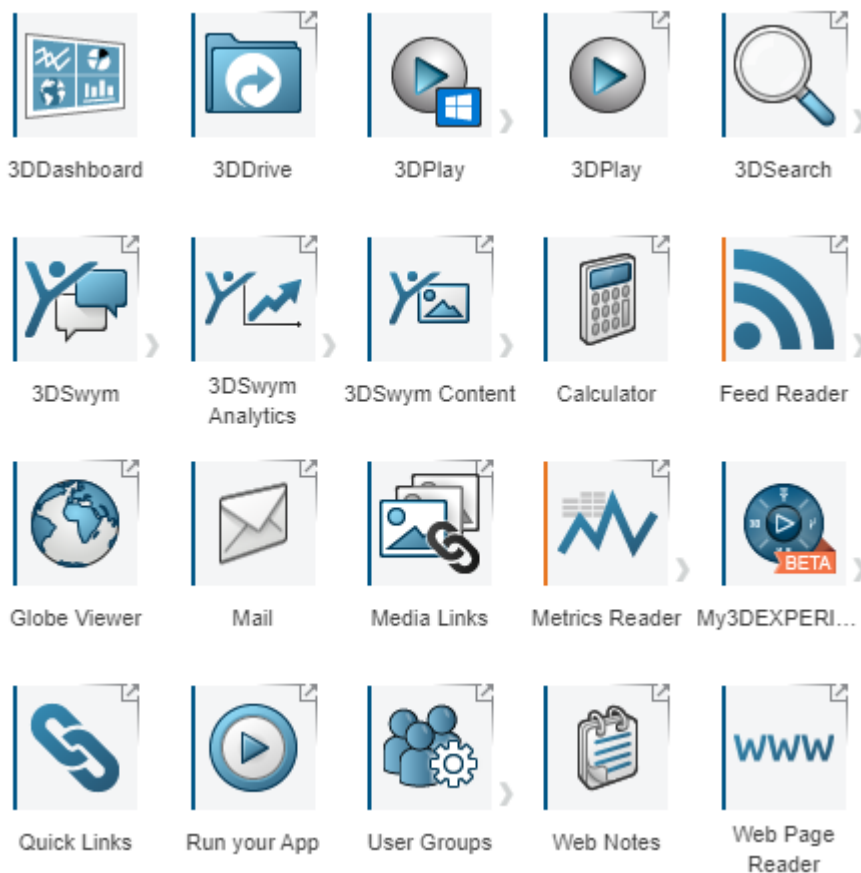 3DDashboard
3DDrive
3DPlay
3DPlay
3DSearch
3DSwym
3DSwym
Analytics
3DSwym Content
Calculator
Feed Reader
Globe Viewer
Mail
Media Links
Metrics Reader
BETA
My3DEXPERI...
Quick Links
Run your App
User Groups
Web Notes
www
Web Page
Reader